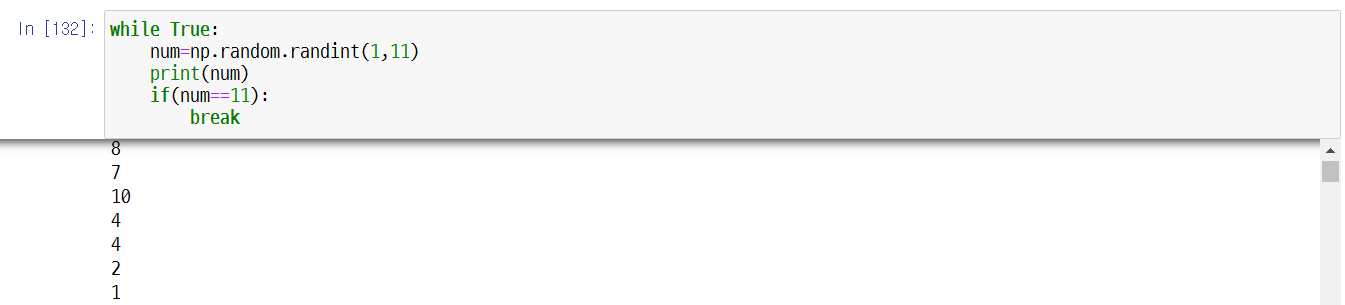 In [132]: while True:
    num=np.random.randint(1,11)
    print(num)
    if(num==11):
        break
8
7
10
4
4
2
1